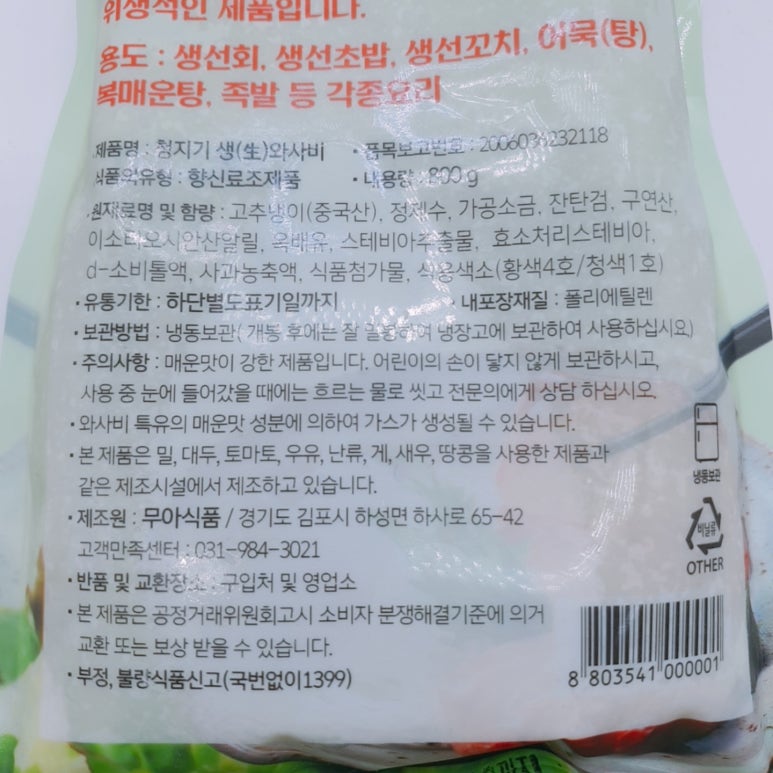 위생적인 제품입니다.
용도 : 생선회, 생선초밥, 생선꼬치, 어묵(탕),
복매운탕, 족발 등 각종요리
제품명 : 청지기 생(生)와사비 · 품목보고번호 : 2006036232118
식품의유형 : 향신료조제품 · 내용량 : 800 g
원재료명 및 함량 : 고추냉이(중국산), 정제수, 가공소금, 잔탄검, 구연산,
이소티오시안산알릴, 옥배유, 스테비아추출물, 효소처리스테비아,
d-소비톨액, 사과농축액, 식품첨가물, 식용색소(황색4호/청색1호)
· 유통기한 : 하단별도표기일까지 · 내포장재질 : 폴리에틸렌
· 보관방법 : 냉동보관( 개봉 후에는 잘 밀봉하여 냉장고에 보관하여 사용하십시요)
· 주의사항 : 매운맛이 강한 제품입니다. 어린이의 손이 닿지 않게 보관하시고,
사용 중 눈에 들어갔을 때에는 흐르는 물로 씻고 전문의에게 상담 하십시오.
· 와사비 특유의 매운맛 성분에 의하여 가스가 생성될 수 있습니다.
· 본 제품은 밀, 대두, 토마토, 우유, 난류, 게, 새우, 땅콩을 사용한 제품과
같은 제조시설에서 제조하고 있습니다.
냉동보관
· 제조원 : 무아식품 / 경기도 김포시 하성면 하사로 65-42
고객만족센터 : 031-984-3021
비닐류
OTHER
· 반품 및 교환장소 : 구입처 및 영업소
· 본 제품은 공정거래위원회고시 소비자 분쟁해결기준에 의거
교환 또는 보상 받을 수 있습니다.
· 부정, 불량식품신고(국번없이1399)
8 803541 000001